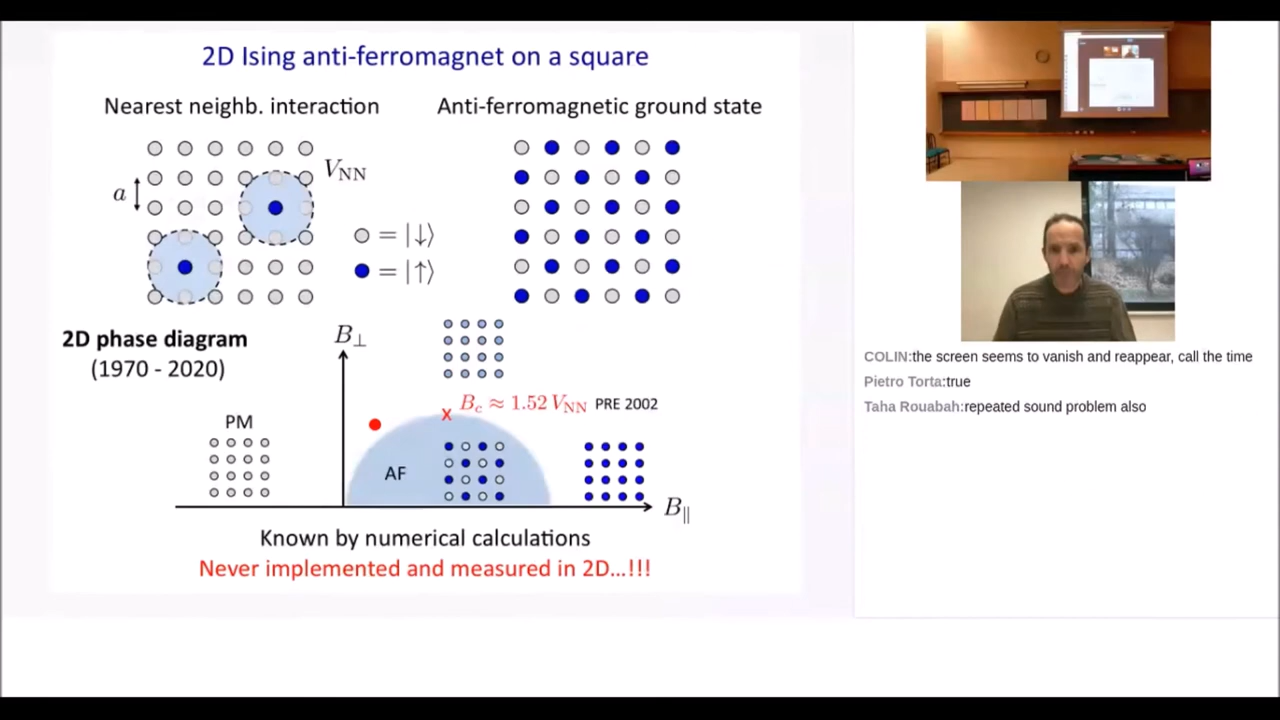 2D Ising anti-ferromagnet on a square
Nearest neighb. interaction
Anti-ferromagnetic ground state
V_NN
a
= |↓⟩
= |↑⟩
2D phase diagram
(1970 - 2020)
B⊥
B_c ≈ 1.52 V_NN PRE 2002
x
PM
AF
B∥
Known by numerical calculations
Never implemented and measured in 2D...!!!
COLIN:the screen seems to vanish and reappear, call the time
Pietro Torta:true
Taha Rouabah:repeated sound problem also